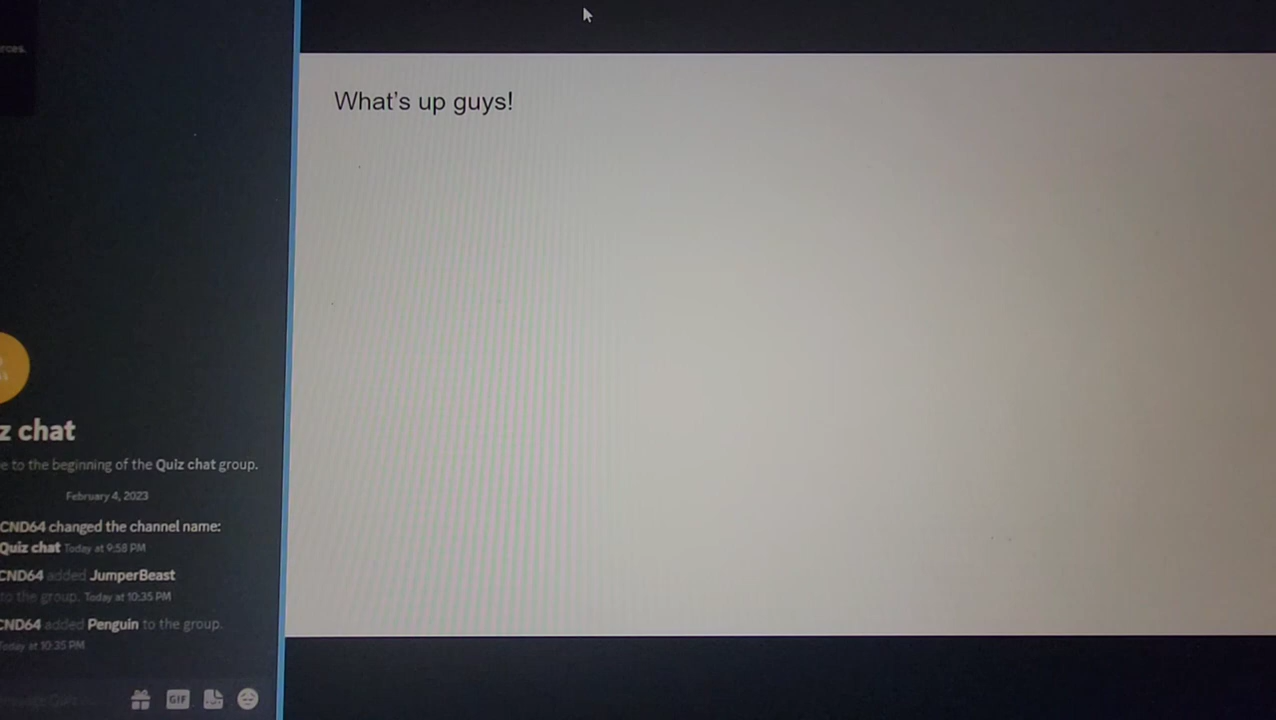 rces.
What's up guys!
z chat
e to the beginning of the Quiz chat group.
February 4, 2023
CND64 changed the channel name:
Quiz chat Today at 9:58 PM
CND64 added JumperBeast
to the group. Today at 10:35 PM
CND64 added Penguin to the group.
Today at 10:35 PM
GIF